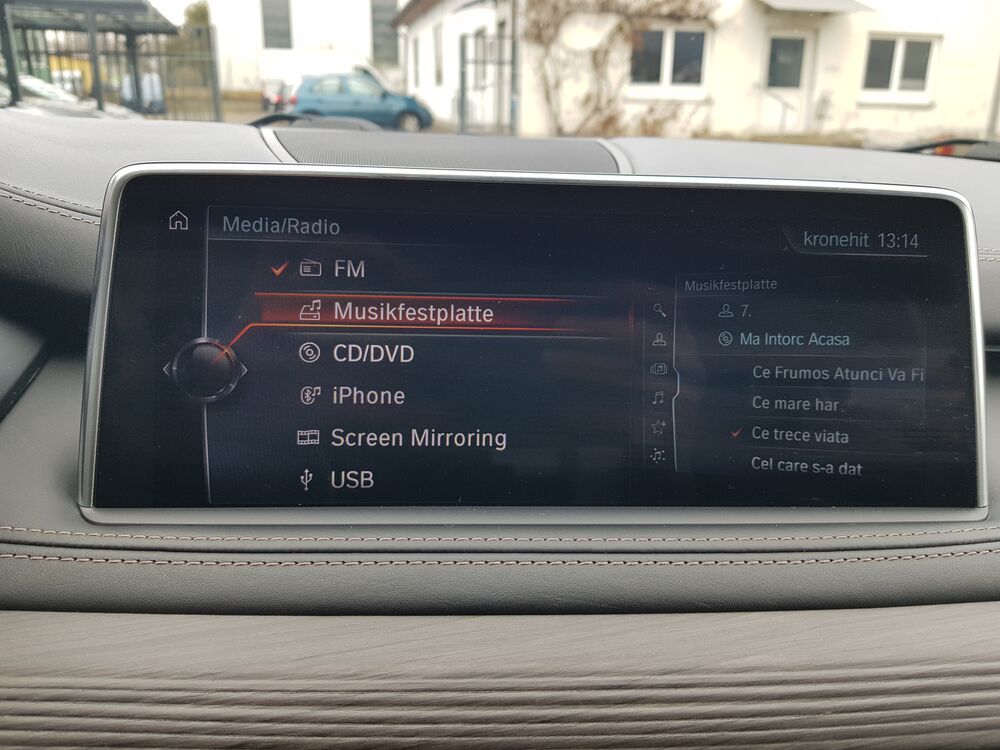 Media/Radio
kronehit 13:14
FM
Musikfestplatte
CD/DVD
iPhone
Screen Mirroring
USB
Musikfestplatte
7.
Ma Intorc Acasa
Ce Frumos Atunci Va Fi
Ce mare har
Ce trece viata
Cel care s-a dat